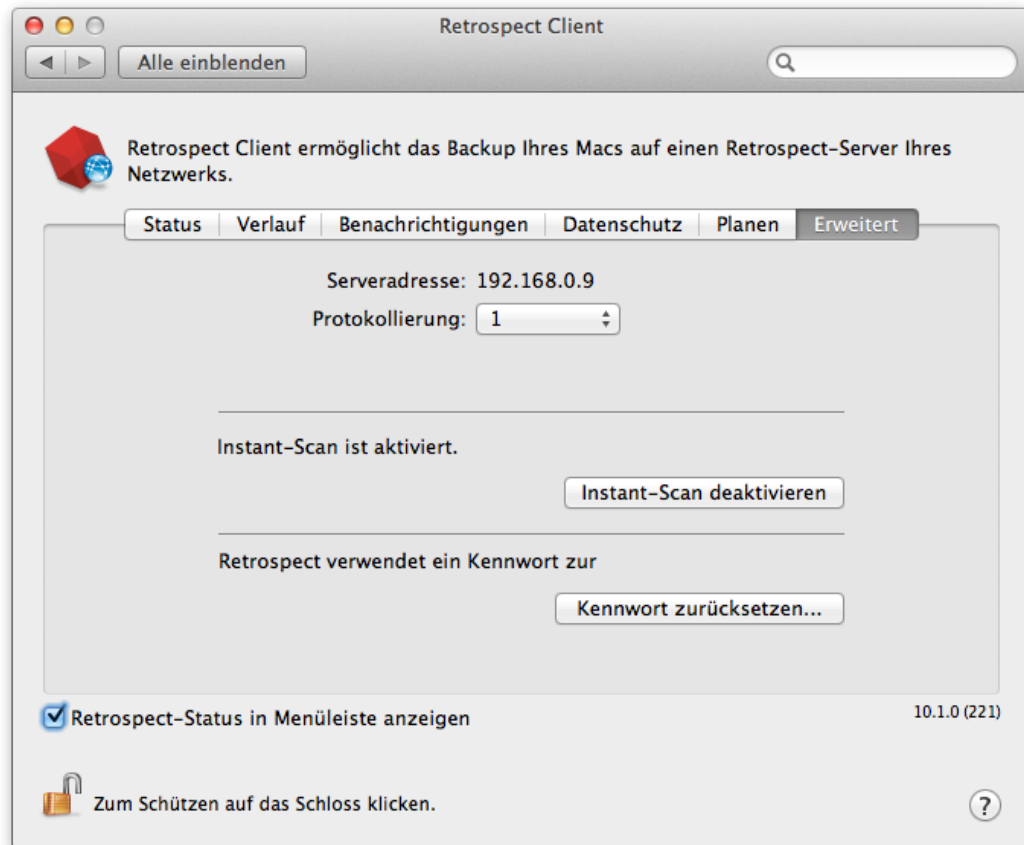 Retrospect Client
Alle einblenden
Retrospect Client ermöglicht das Backup Ihres Macs auf einen Retrospect-Server Ihres
Netzwerks.
Status Verlauf Benachrichtigungen Datenschutz Planen Erweitert
Serveradresse: 192.168.0.9
Protokollierung: 1
Instant-Scan ist aktiviert.
Instant-Scan deaktivieren
Retrospect verwendet ein Kennwort zur
Kennwort zurücksetzen...
Retrospect-Status in Menüleiste anzeigen
10.1.0 (221)
Zum Schützen auf das Schloss klicken.
?